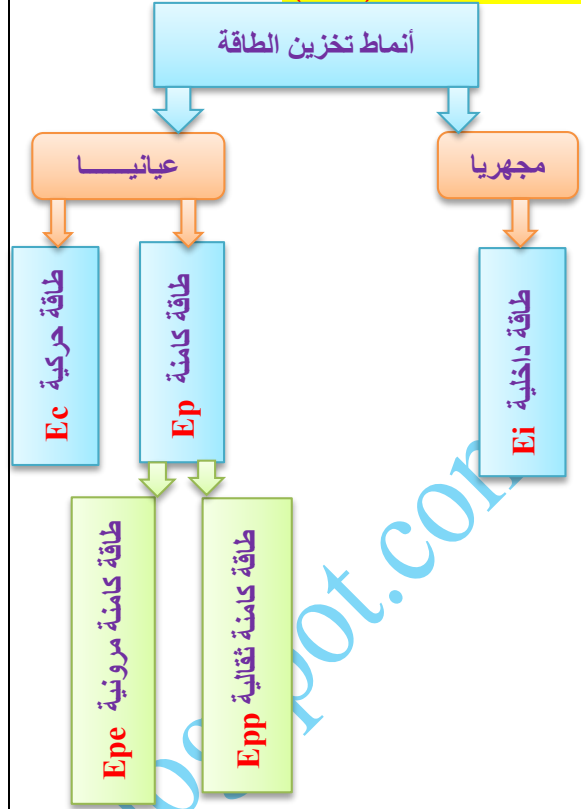 أنماط تخزين الطاقة
مجهريا
عيانيـــــــا
طاقة داخلية Ei
طاقة كامنة Ep
طاقة حركية Ec
طاقة كامنة ثقالية Epp
طاقة كامنة مرونية Epe